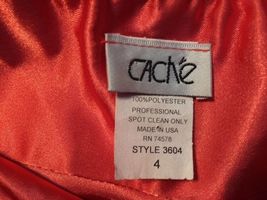 CACHé
100%POLYESTER
PROFESSIONAL
SPOT CLEAN ONLY
MADE IN USA
RN 74578
STYLE 3604
4